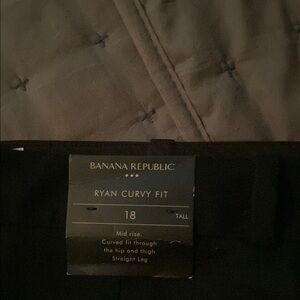 BANANA REPUBLIC
RYAN CURVY FIT
18 TALL
Mid rise.
Curved fit through
the hip and thigh
Straight Leg